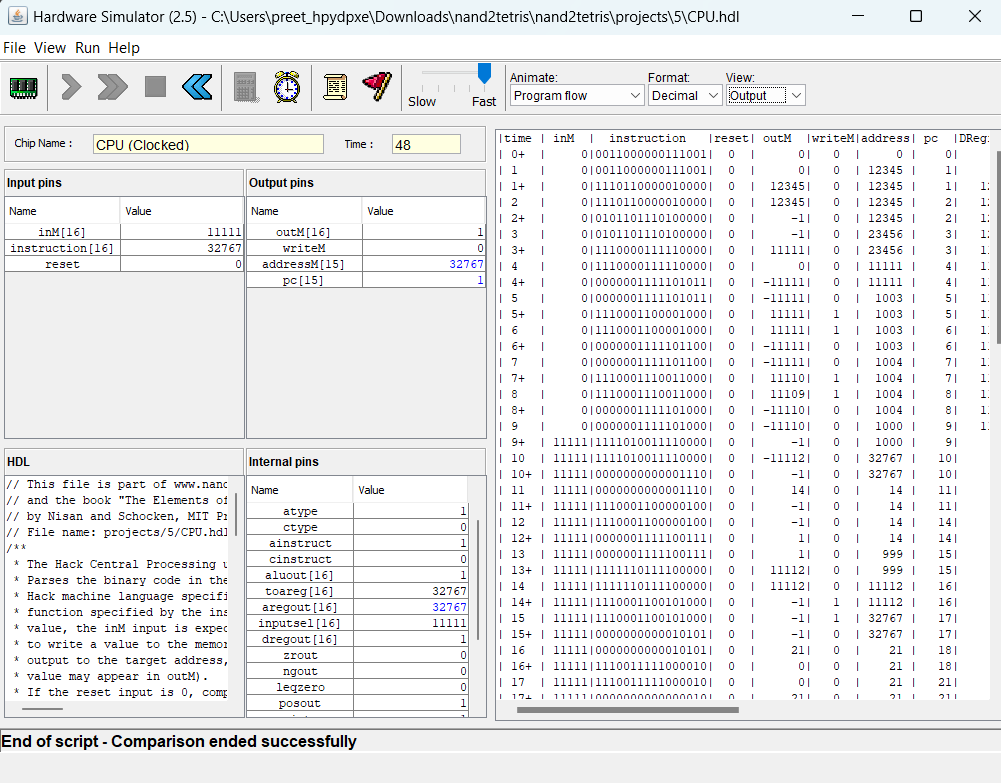 Hardware Simulator (2.5) - C:\Users\preet_hpydpxe\Downloads\nand2tetris\nand2tetris\projects\5\CPU.hdl
File View Run Help
Slow Fast
Animate: Format: View:
Program flow Decimal Output
Chip Name : CPU (Clocked) Time : 48
Input pins
Name Value
inM[16] 11111
instruction[16] 32767
reset 0
Output pins
Name Value
outM[16] 1
writeM 0
addressM[15] 32767
pc[15] 1
HDL
// This file is part of www.nand
// and the book "The Elements of
// by Nisan and Schocken, MIT Pr
// File name: projects/5/CPU.hdl
/**
* The Hack Central Processing u
* Parses the binary code in the
* Hack machine language specifi
* function specified by the ins
* value, the inM input is expec
* to write a value to the memor
* output to the target address,
* value may appear in outM).
* If the reset input is 0, comp
Internal pins
Name Value
atype 1
ctype 0
ainstruct 1
cinstruct 0
aluout[16] 1
toareg[16] 32767
aregout[16] 32767
inputsel[16] 11111
dregout[16] 1
zrout 0
ngout 0
leqzero 0
posout 1
|time | inM | instruction |reset| outM |writeM|address| pc |DReg
| 0+ | 0|0011000000111001| 0 | 0| 0 | 0 | 0|
| 1 | 0|0011000000111001| 0 | 0| 0 | 12345 | 1|
| 1+ | 0|1110110000010000| 0 | 12345| 0 | 12345 | 1| 1
| 2 | 0|1110110000010000| 0 | 12345| 0 | 12345 | 2| 1
| 2+ | 0|0101101110100000| 0 | -1| 0 | 12345 | 2| 1
| 3 | 0|0101101110100000| 0 | -1| 0 | 23456 | 3| 1
| 3+ | 0|1110000111110000| 0 | 11111| 0 | 23456 | 3| 1
| 4 | 0|1110000111110000| 0 | 0| 0 | 11111 | 4| 1
| 4+ | 0|0000001111101011| 0 | -11111| 0 | 11111 | 4| 1
| 5 | 0|0000001111101011| 0 | -11111| 0 | 1003 | 5| 1
| 5+ | 0|1110001100001000| 0 | 11111| 1 | 1003 | 5| 1
| 6 | 0|1110001100001000| 0 | 11111| 1 | 1003 | 6| 1
| 6+ | 0|0000001111101100| 0 | -11111| 0 | 1003 | 6| 1
| 7 | 0|0000001111101100| 0 | -11111| 0 | 1004 | 7| 1
| 7+ | 0|1110001110011000| 0 | 11110| 1 | 1004 | 7| 1
| 8 | 0|1110001110011000| 0 | 11109| 1 | 1004 | 8| 1
| 8+ | 0|0000001111101000| 0 | -11110| 0 | 1004 | 8| 1
| 9 | 0|0000001111101000| 0 | -11110| 0 | 1000 | 9| 1
| 9+ | 11111|1111010011110000| 0 | -1| 0 | 1000 | 9|
| 10 | 11111|1111010011110000| 0 | -11112| 0 | 32767 | 10|
| 10+ | 11111|0000000000001110| 0 | -1| 0 | 32767 | 10|
| 11 | 11111|0000000000001110| 0 | 14| 0 | 14 | 11|
| 11+ | 11111|1110001100000100| 0 | -1| 0 | 14 | 11|
| 12 | 11111|1110001100000100| 0 | -1| 0 | 14 | 14|
| 12+ | 11111|0000001111100111| 0 | 1| 0 | 14 | 14|
| 13 | 11111|0000001111100111| 0 | 1| 0 | 999 | 15|
| 13+ | 11111|1110110111100000| 0 | 11112| 0 | 999 | 15|
| 14 | 11111|1110110111100000| 0 | 11112| 0 | 11112 | 16|
| 14+ | 11111|1110001100101000| 0 | -1| 1 | 11112 | 16|
| 15 | 11111|1110001100101000| 0 | -1| 1 | 32767 | 17|
| 15+ | 11111|0000000000010101| 0 | -1| 0 | 32767 | 17|
| 16 | 11111|0000000000010101| 0 | 21| 0 | 21 | 18|
| 16+ | 11111|1110011111000010| 0 | 0| 0 | 21 | 18|
| 17 | 11111|1110011111000010| 0 | 0| 0 | 21 | 21|
End of script - Comparison ended successfully